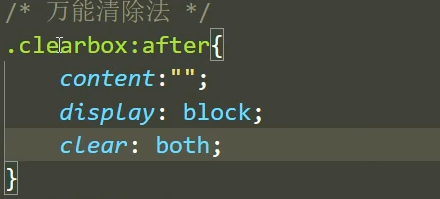 /* 万能清除法 */
.clearbox:after{
content:"";
display: block;
clear: both;
}